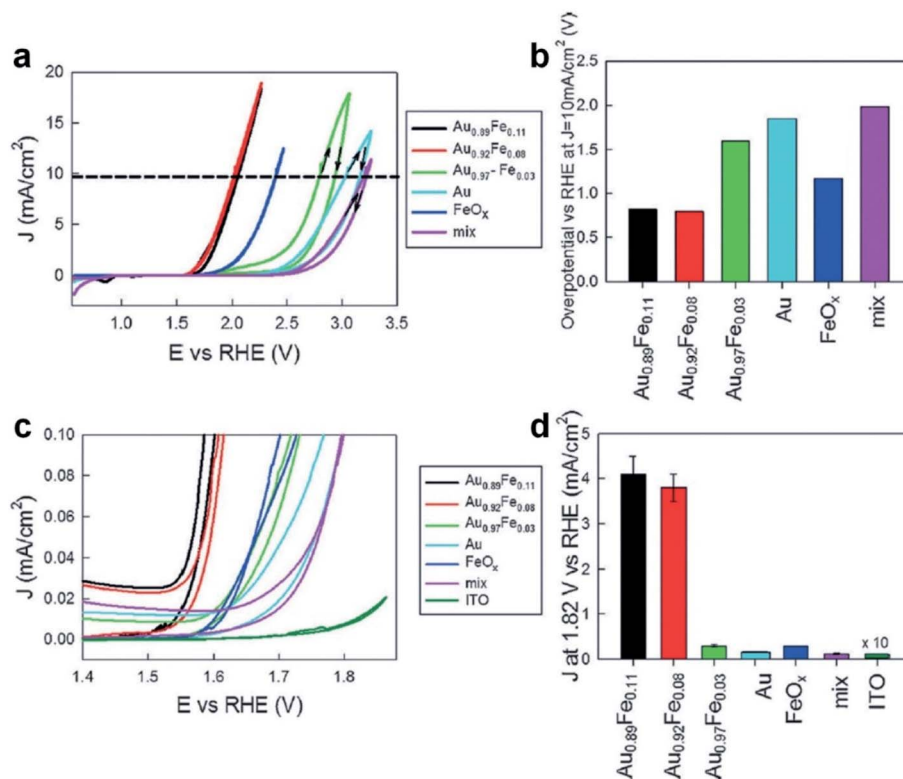 a
20
15
10
5
0
J (mA/cm²)
1.0 1.5 2.0 2.5 3.0 3.5
E vs RHE (V)
Au₀.₈₉Fe₀.₁₁
Au₀.₉₂Fe₀.₀₈
Au₀.₉₇- Fe₀.₀₃
Au
FeOₓ
mix
b
Overpotential vs RHE at J=10mA/cm² (V)
2.5
2.0
1.5
1.0
0.5
0.0
Au₀.₈₉Fe₀.₁₁
Au₀.₉₂Fe₀.₀₈
Au₀.₉₇Fe₀.₀₃
Au
FeOₓ
mix
c
0.10
0.08
0.06
0.04
0.02
0.00
J (mA/cm²)
1.4 1.5 1.6 1.7 1.8
E vs RHE (V)
Au₀.₈₉Fe₀.₁₁
Au₀.₉₂Fe₀.₀₈
Au₀.₉₇Fe₀.₀₃
Au
FeOₓ
mix
ITO
d
J at 1.82 V vs RHE (mA/cm²)
5
4
3
2
1
0
x 10
Au₀.₈₉Fe₀.₁₁
Au₀.₉₂Fe₀.₀₈
Au₀.₉₇Fe₀.₀₃
Au
FeOₓ
mix
ITO